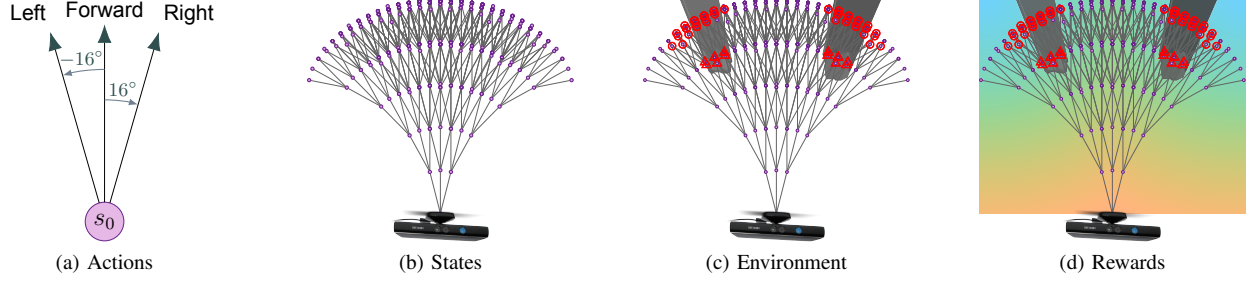 Left Forward Right
−16°
16°
s₀
(a) Actions
(b) States
(c) Environment
(d) Rewards